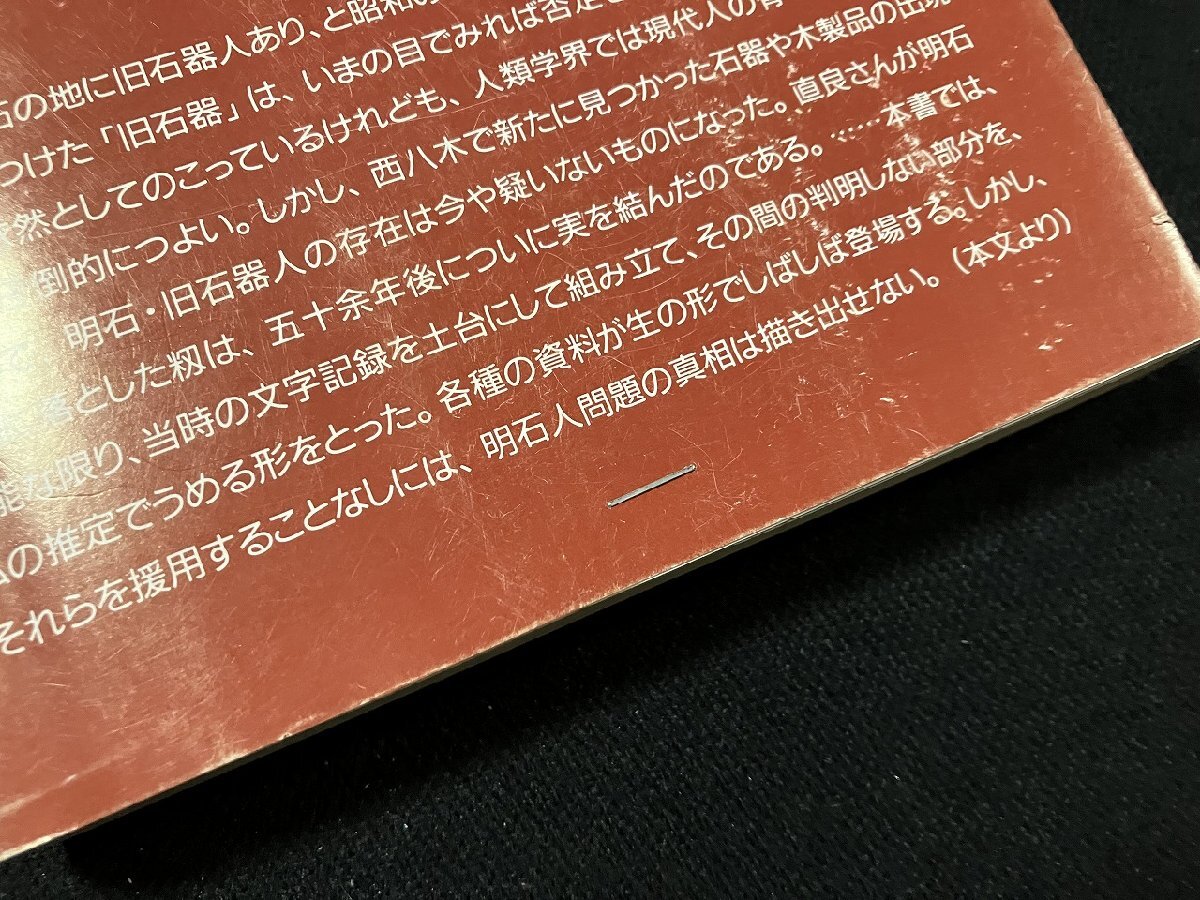 石の地に旧石器人あり、と昭和の
つけた「旧石器」は、いまの目でみれば否定
然としてのこっているけれども、人類学界では現代人の骨
倒的につよい。しかし、西八木で新たに見つかった石器や木製品の出現
明石・旧石器人の存在は今や疑いないものになった。直良さんが明石
落とした籾は、五十余年後についに実を結んだのである。……本書では、
能な限り、当時の文字記録を土台にして組み立て、その間の判明しない部分を、
の推定でうめる形をとった。各種の資料が生の形でしばしば登場する。しかし、
それらを援用することなしには、明石人問題の真相は描き出せない。(本文より)